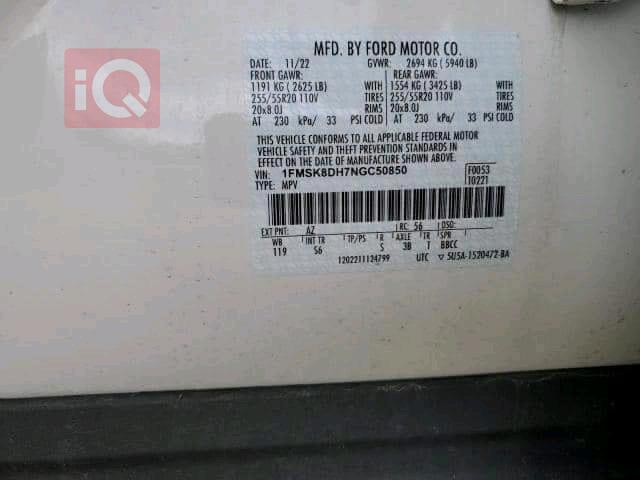 iQ
MFD. BY FORD MOTOR CO.
DATE: 11/22 GVWR: 2694 KG ( 5940 LB)
FRONT GAWR: REAR GAWR:
1191 KG ( 2625 LB) WITH 1554 KG ( 3425 LB) WITH
255/55R20 110V TIRES 255/55R20 110V TIRES
20x8.0J RIMS 20x8.0J RIMS
AT 230 kPa/ 33 PSI COLD AT 230 kPa/ 33 PSI COLD
THIS VEHICLE CONFORMS TO ALL APPLICABLE FEDERAL MOTOR
VEHICLE SAFETY AND THEFT PREVENTION STANDARDS IN
EFFECT ON THE DATE OF MANUFACTURE SHOWN ABOVE.
VIN: 1FMSK8DH7NGC50850 F0053
TYPE: MPV 10221
EXT PNT: AZ RC: 56 DSO:
WB INT TR TP/PS R AXLE TR SPR
119 S6 S 3B T BBCC
1202211124799 UTC ▽ 5U5A-1520472-BA